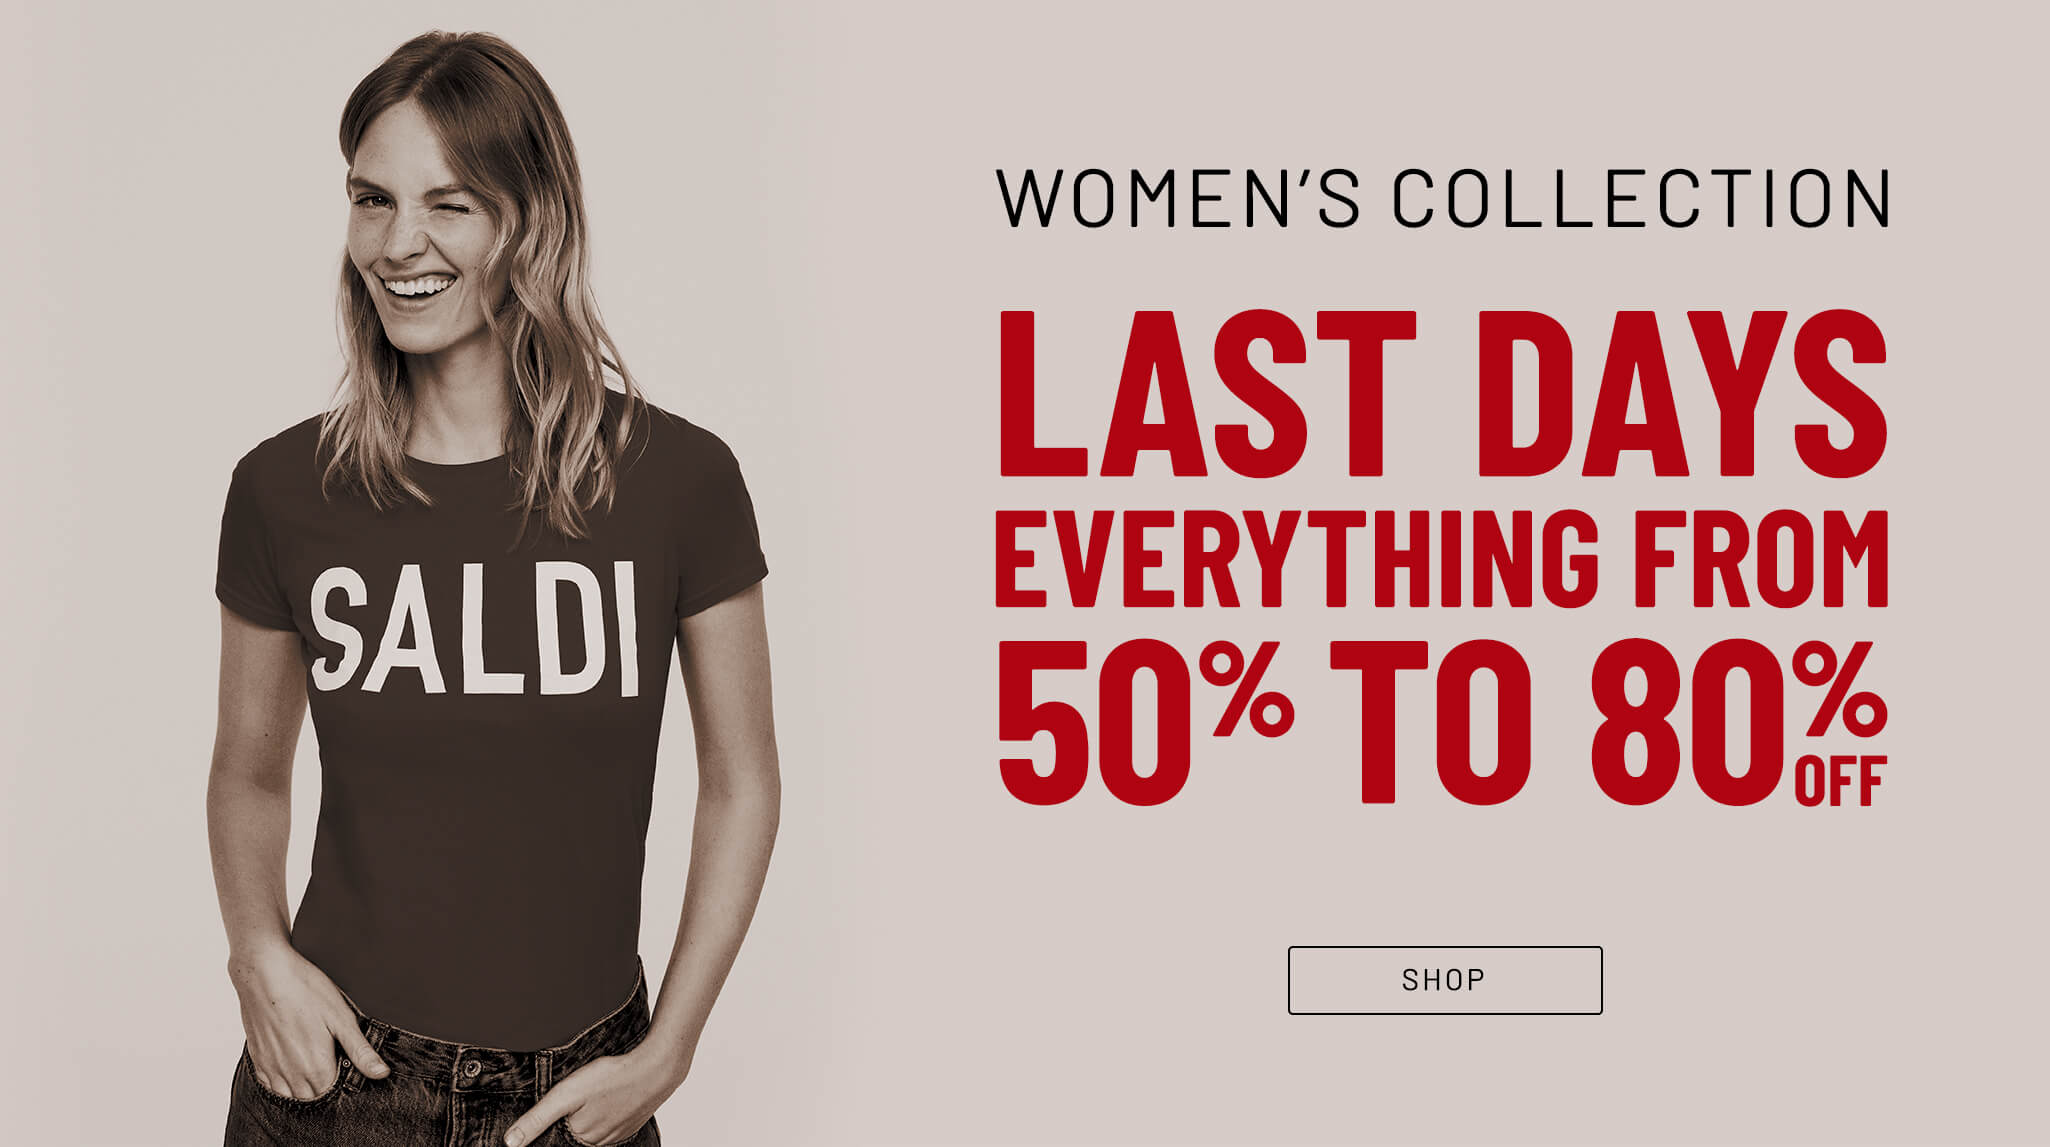 WOMEN'S COLLECTION
LAST DAYS
EVERYTHING FROM
50% TO 80%
OFF
SALDI
SHOP